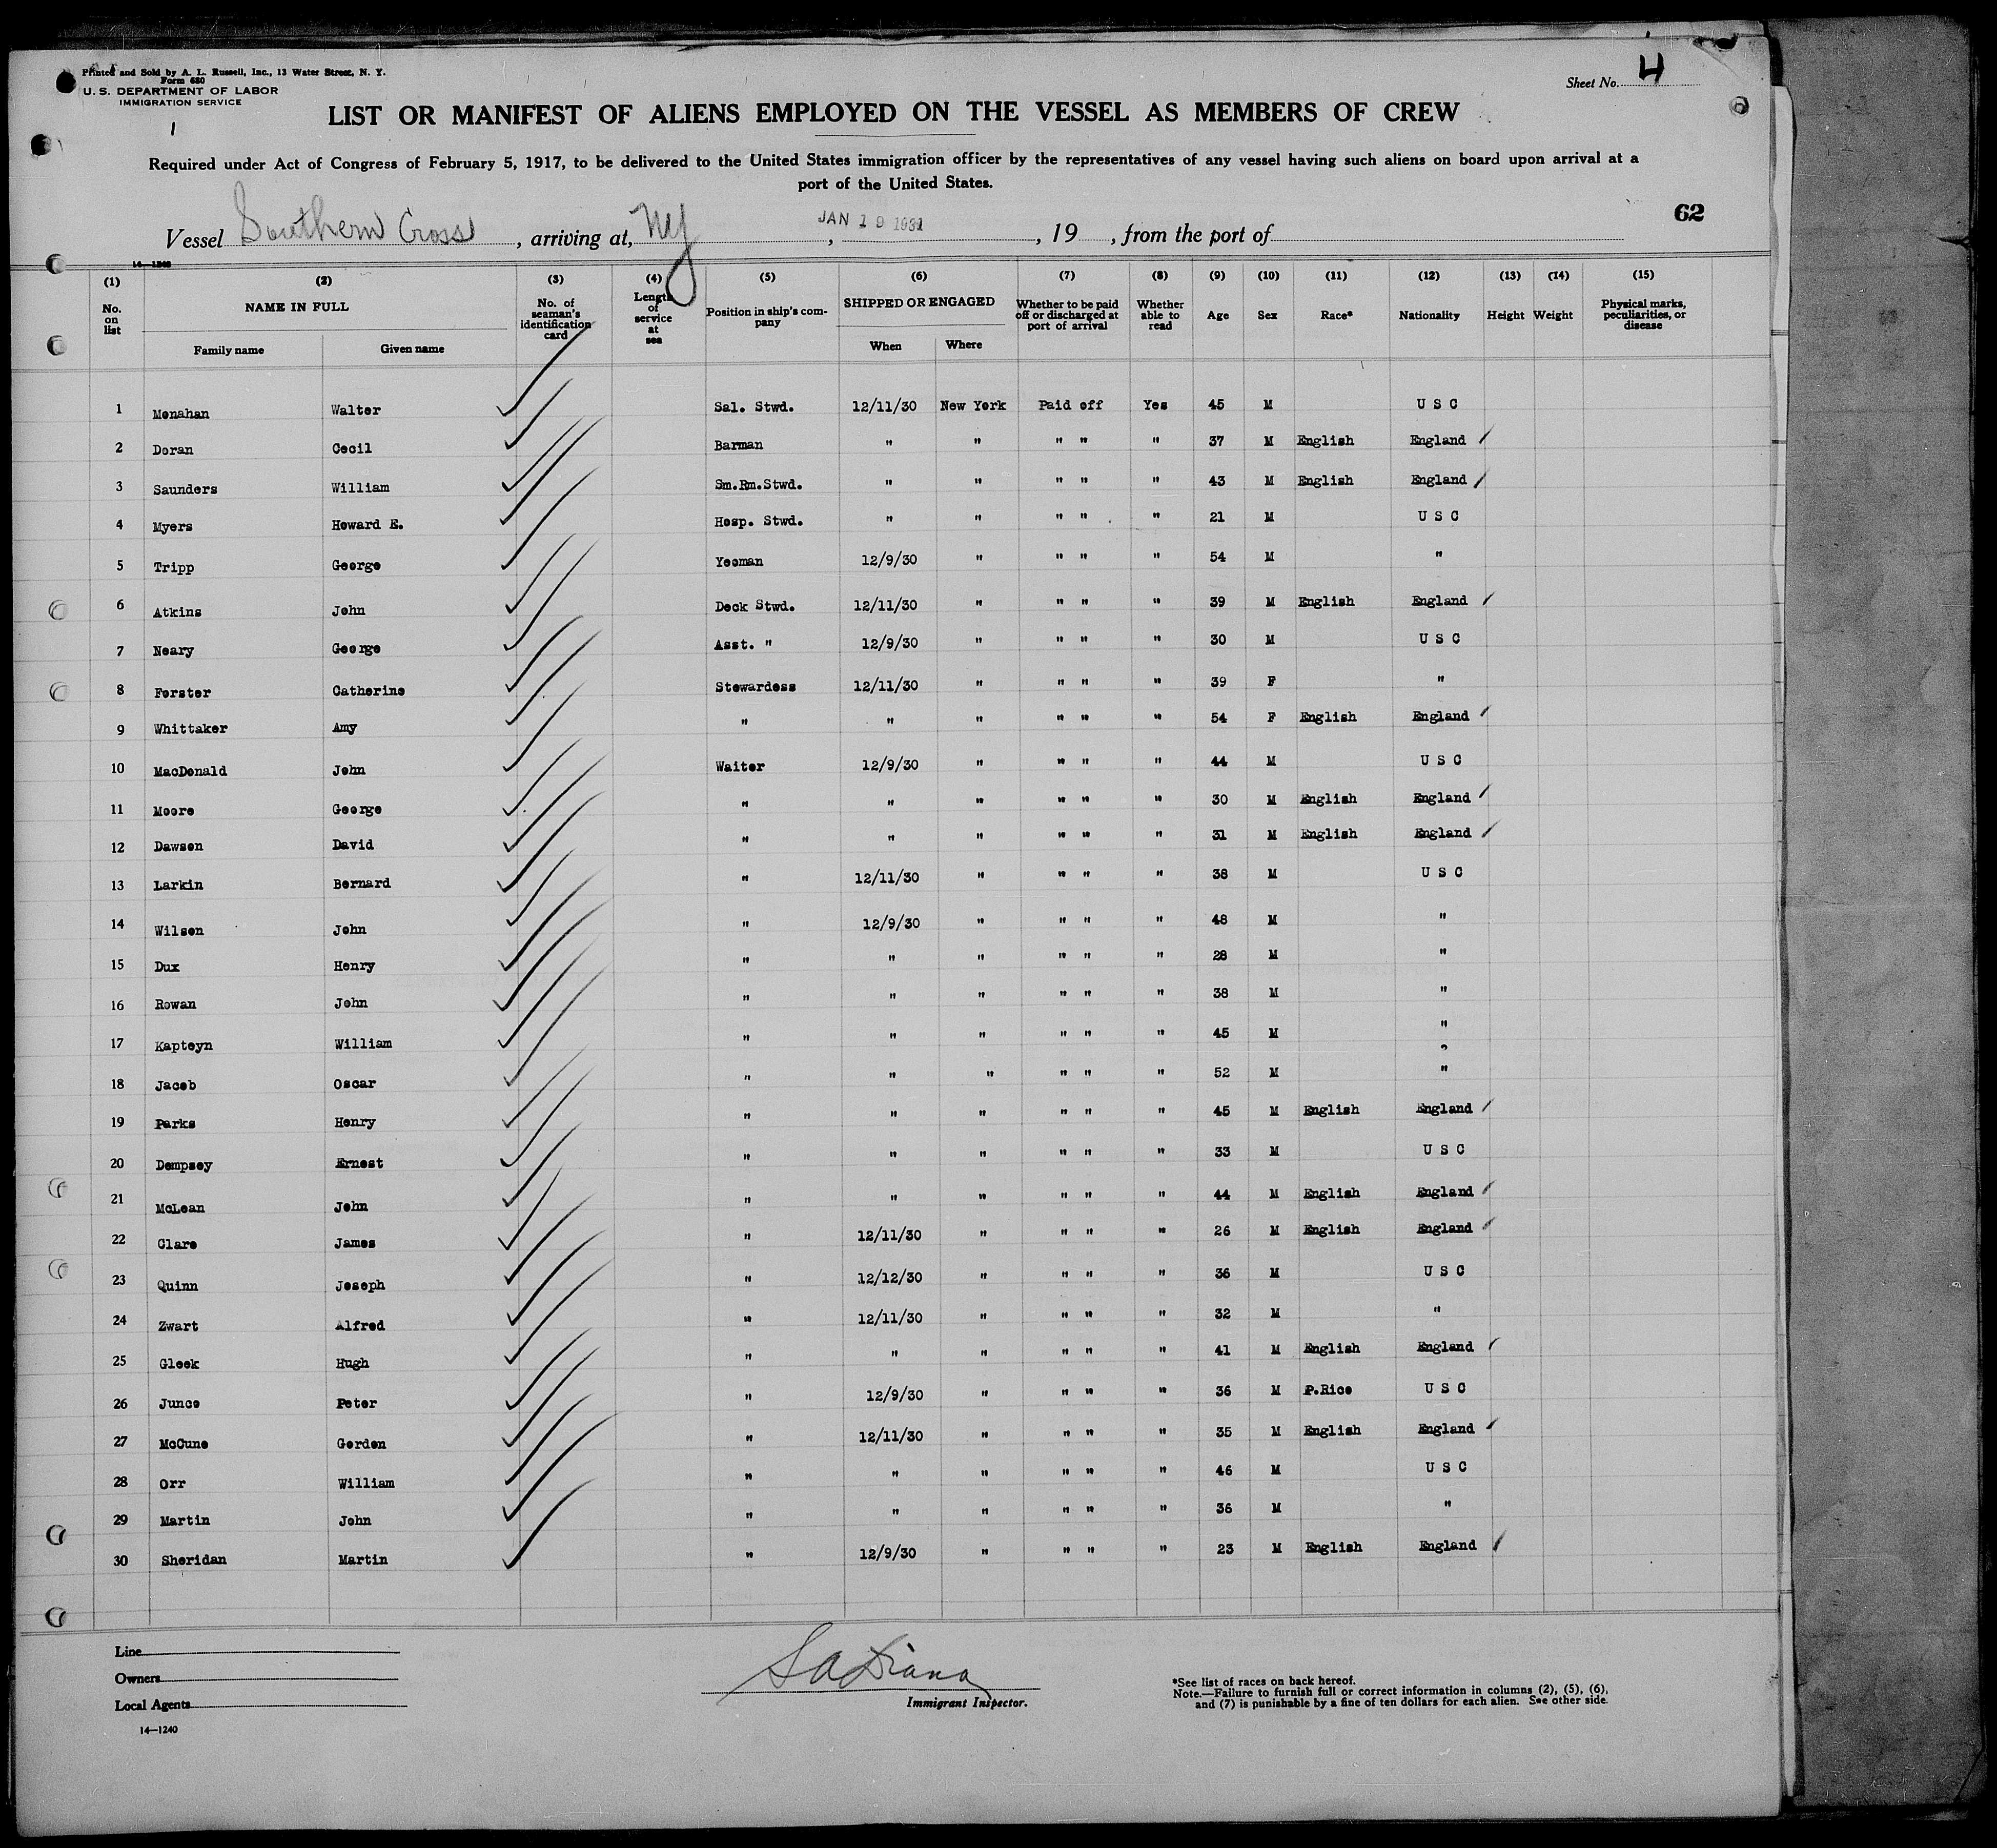 Printed and Sold by A. L. Russell, Inc., 13 Water Street, N. Y.
Form 680
U. S. DEPARTMENT OF LABOR
IMMIGRATION SERVICE
1
Sheet No. 4
LIST OR MANIFEST OF ALIENS EMPLOYED ON THE VESSEL AS MEMBERS OF CREW
Required under Act of Congress of February 5, 1917, to be delivered to the United States immigration officer by the representatives of any vessel having such aliens on board upon arrival at a
port of the United States.
62
Vessel Southern Cross, arriving at, NY, JAN 19 1931, 19 , from the port of
14—1240
(1) (2) (3) (4) (5) (6) (7) (8) (9) (10) (11) (12) (13) (14) (15)
No. on list NAME IN FULL Family name Given name No. of seaman's identification card Length of service at sea Position in ship's company SHIPPED OR ENGAGED When Where Whether to be paid off or discharged at port of arrival Whether able to read Age Sex Race* Nationality Height Weight Physical marks, peculiarities, or disease
1 Monahan Walter Sal. Stwd. 12/11/30 New York Paid off Yes 45 M U S C
2 Doran Cecil Barman " " " " " 37 M English England
3 Saunders William Sm.Rm.Stwd. " " " " " 43 M English England
4 Myers Howard E. Hosp. Stwd. " " " " " 21 M U S C
5 Tripp George Yeoman 12/9/30 " " " " 54 M "
6 Atkins John Deck Stwd. 12/11/30 " " " " 39 M English England
7 Neary George Asst. " 12/9/30 " " " " 30 M U S C
8 Forster Catherine Stewardess 12/11/30 " " " " 39 F "
9 Whittaker Amy " " " " " " 54 F English England
10 MacDonald John Waiter 12/9/30 " " " " 44 M U S C
11 Moore George " " " " " " 30 M English England
12 Dawson David " " " " " " 31 M English England
13 Larkin Bernard " 12/11/30 " " " " 38 M U S C
14 Wilson John " 12/9/30 " " " " 48 M "
15 Dux Henry " " " " " " 28 M "
16 Rowan John " " " " " " 38 M "
17 Kapteyn William " " " " " " 45 M "
18 Jacob Oscar " " " " " " 52 M "
19 Parks Henry " " " " " " 45 M English England
20 Dempsey Ernest " " " " " " 33 M U S C
21 McLean John " " " " " " 44 M English England
22 Clare James " 12/11/30 " " " " 26 M English England
23 Quinn Joseph " 12/12/30 " " " " 36 M U S C
24 Zwart Alfred " 12/11/30 " " " " 32 M "
25 Gleek Hugh " " " " " " 41 M English England
26 Junco Peter " 12/9/30 " " " " 36 M P.Rico U S C
27 McCune Gordon " 12/11/30 " " " " 35 M English England
28 Orr William " " " " " " 46 M U S C
29 Martin John " " " " " " 36 M "
30 Sheridan Martin " 12/9/30 " " " " 23 M English England
Line
Owners
Local Agents
14—1240
Immigrant Inspector.
*See list of races on back hereof.
Note.—Failure to furnish full or correct information in columns (2), (5), (6),
and (7) is punishable by a fine of ten dollars for each alien. See other side.